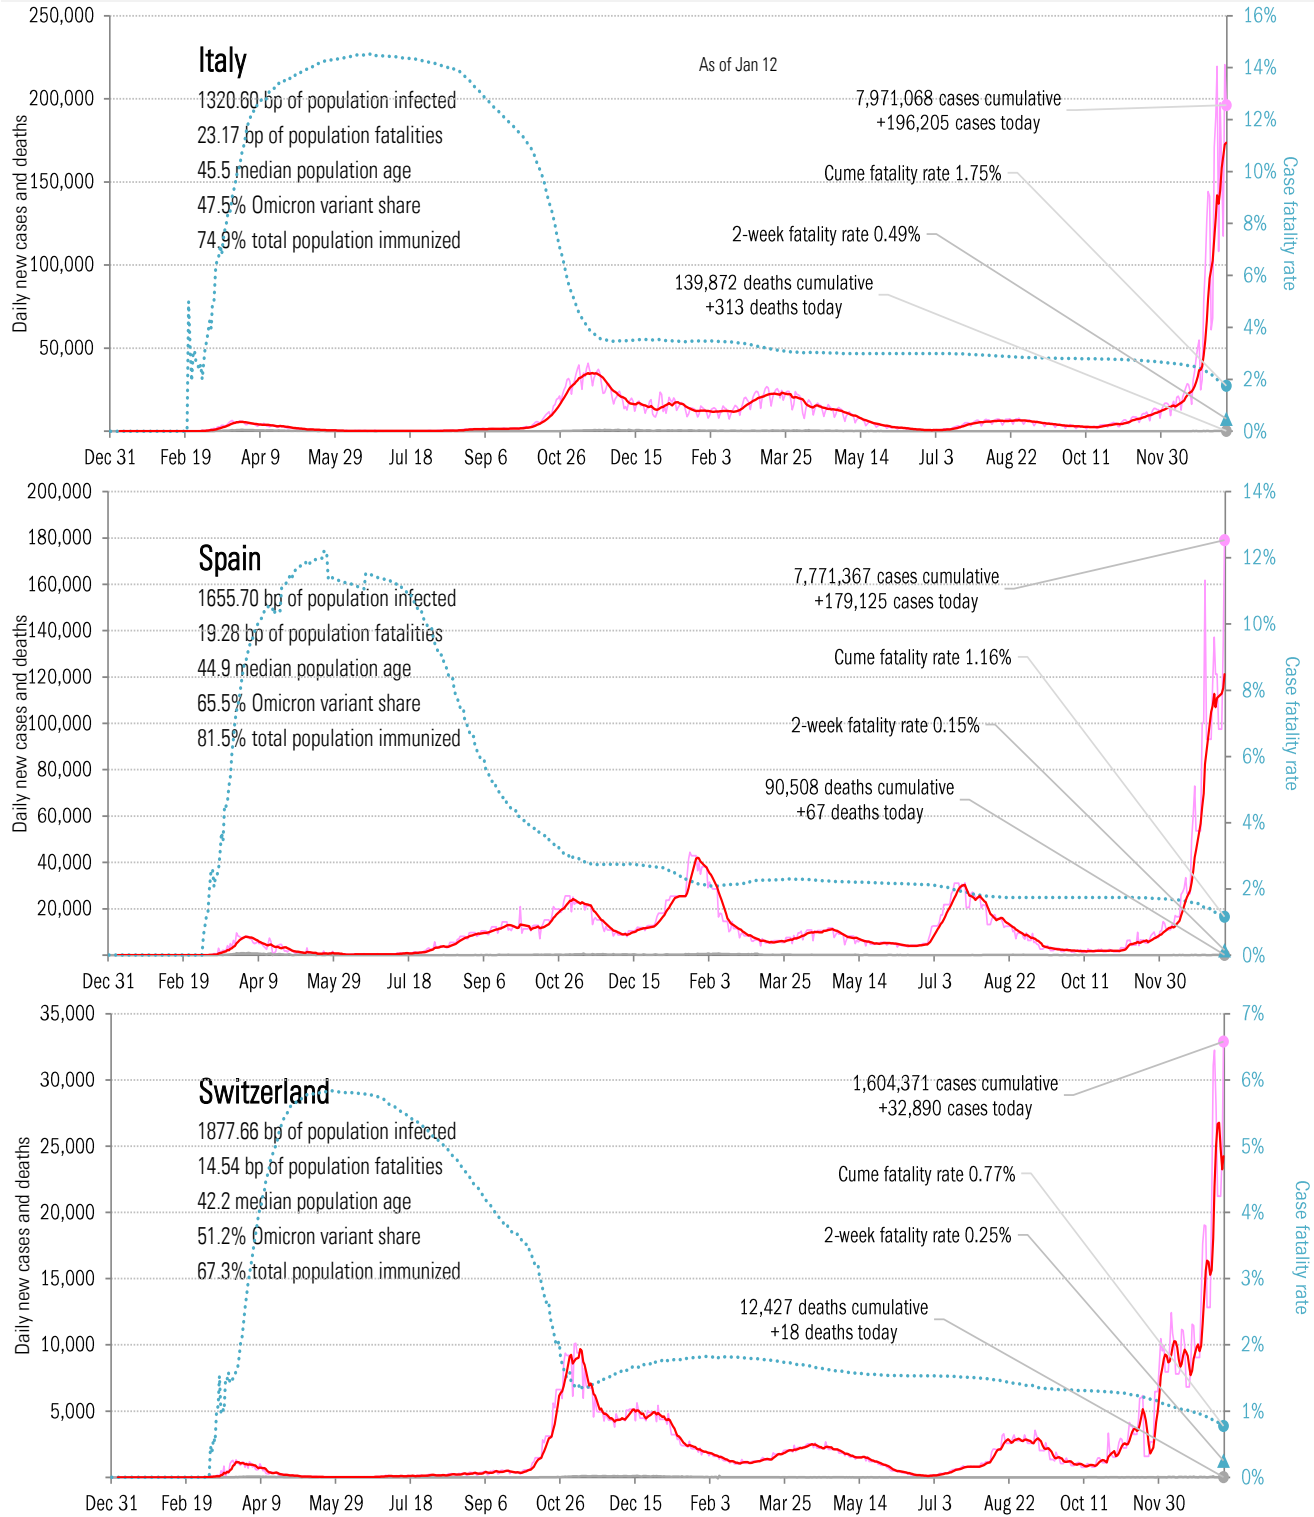 250,000
200,000
150,000
100,000
50,000
Daily new cases and deaths
Italy
1320.60 bp of population infected
23.17 bp of population fatalities
45.5 median population age
47.5% Omicron variant share
74.9% total population immunized
As of Jan 12
7,971,068 cases cumulative
+196,205 cases today
Cume fatality rate 1.75%
2-week fatality rate 0.49%
139,872 deaths cumulative
+313 deaths today
16%
14%
12%
10%
8%
6%
4%
2%
0%
Case fatality rate
Dec 31 Feb 19 Apr 9 May 29 Jul 18 Sep 6 Oct 26 Dec 15 Feb 3 Mar 25 May 14 Jul 3 Aug 22 Oct 11 Nov 30
200,000
180,000
160,000
140,000
120,000
100,000
80,000
60,000
40,000
20,000
Daily new cases and deaths
Spain
1655.70 bp of population infected
19.28 bp of population fatalities
44.9 median population age
65.5% Omicron variant share
81.5% total population immunized
7,771,367 cases cumulative
+179,125 cases today
Cume fatality rate 1.16%
2-week fatality rate 0.15%
90,508 deaths cumulative
+67 deaths today
14%
12%
10%
8%
6%
4%
2%
0%
Case fatality rate
Dec 31 Feb 19 Apr 9 May 29 Jul 18 Sep 6 Oct 26 Dec 15 Feb 3 Mar 25 May 14 Jul 3 Aug 22 Oct 11 Nov 30
35,000
30,000
25,000
20,000
15,000
10,000
5,000
Daily new cases and deaths
Switzerland
1877.66 bp of population infected
14.54 bp of population fatalities
42.2 median population age
51.2% Omicron variant share
67.3% total population immunized
1,604,371 cases cumulative
+32,890 cases today
Cume fatality rate 0.77%
2-week fatality rate 0.25%
12,427 deaths cumulative
+18 deaths today
7%
6%
5%
4%
3%
2%
1%
0%
Case fatality rate
Dec 31 Feb 19 Apr 9 May 29 Jul 18 Sep 6 Oct 26 Dec 15 Feb 3 Mar 25 May 14 Jul 3 Aug 22 Oct 11 Nov 30